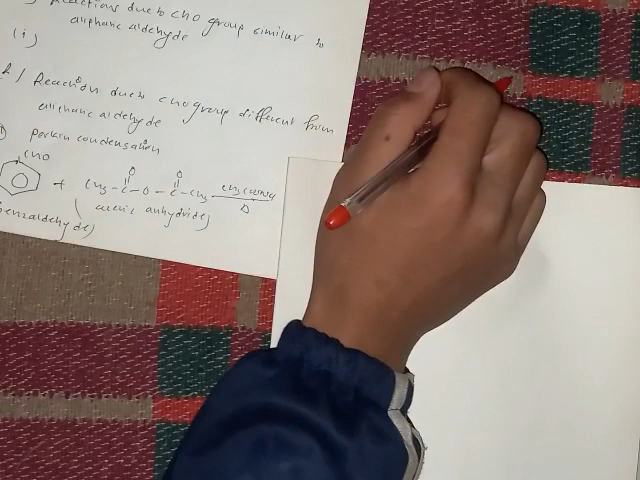 Reactions due to CHO group similar to
aliphatic aldehyde
(i)
2) Reaction due to CHO group different from
aliphatic aldehyde
perkin condensation
CHO
O O
+ CH3 - C - O - C - CH3
Δ
(acetic anhydride)
benzaldehyde)